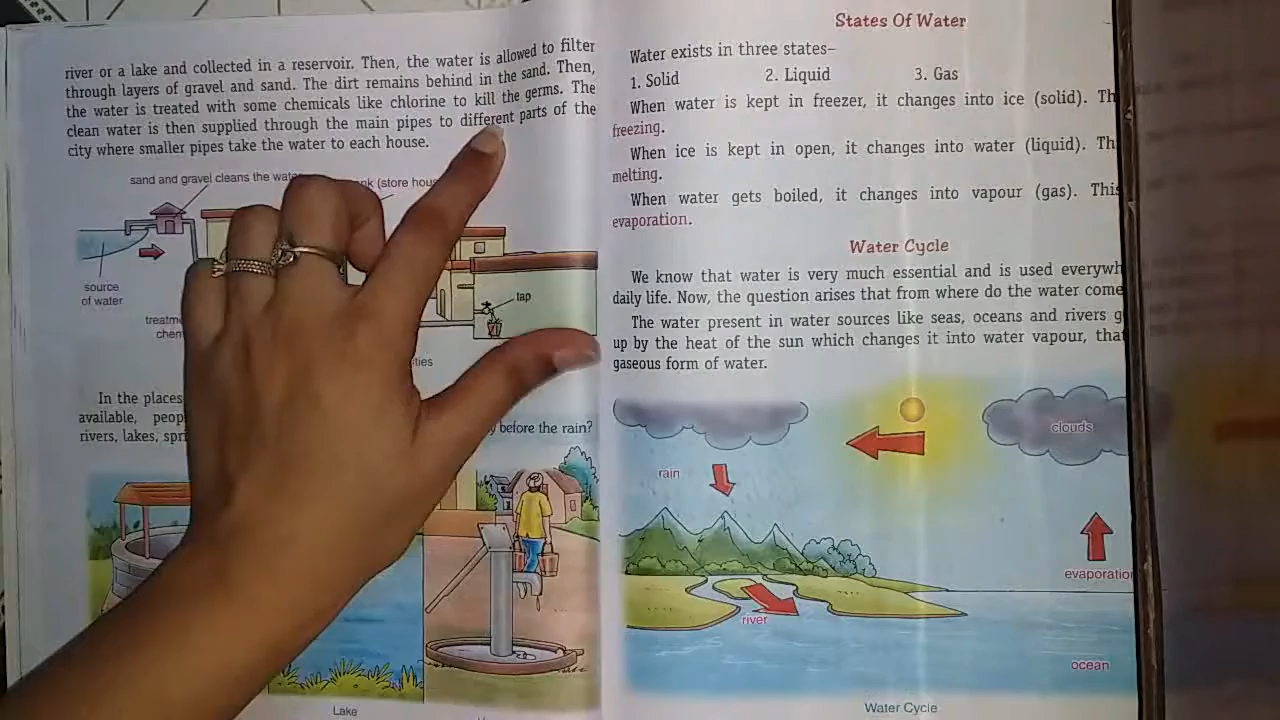 river or a lake and collected in a reservoir. Then, the water is allowed to filter
through layers of gravel and sand. The dirt remains behind in the sand. Then,
the water is treated with some chemicals like chlorine to kill the germs. The
clean water is then supplied through the main pipes to different parts of the
city where smaller pipes take the water to each house.
sand and gravel cleans the
(store
source
of water
tap
In the places
available,
before the rain?
rivers, lakes,
Lake
States Of Water
Water exists in three states–
1. Solid 2. Liquid 3. Gas
When water is kept in freezer, it changes into ice (solid).
freezing.
When ice is kept in open, it changes into water (liquid).
melting.
When water gets boiled, it changes into vapour (gas). This
evaporation.
Water Cycle
We know that water is very much essential and is used
daily life. Now, the question arises that from where do the water come
The water present in water sources like seas, oceans and rivers
up by the heat of the sun which changes it into water vapour,
gaseous form of water.
clouds
rain
evaporation
river
ocean
Water Cycle